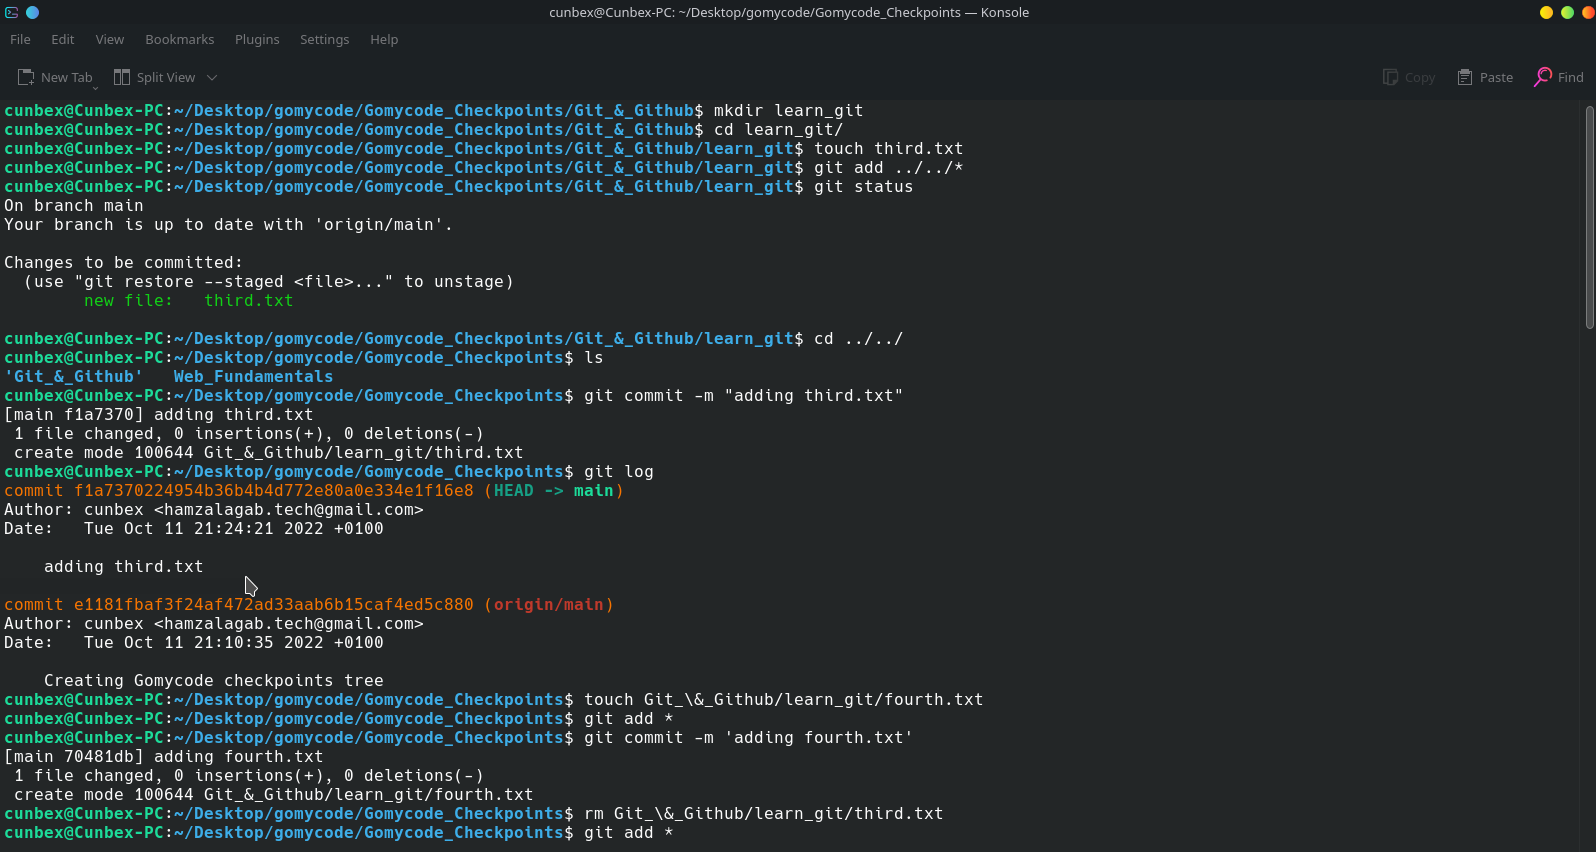 cunbex@Cunbex-PC: ~/Desktop/gomycode/Gomycode_Checkpoints — Konsole
File Edit View Bookmarks Plugins Settings Help
New Tab Split View Copy Paste Find
cunbex@Cunbex-PC:~/Desktop/gomycode/Gomycode_Checkpoints/Git_&_Github$ mkdir learn_git
cunbex@Cunbex-PC:~/Desktop/gomycode/Gomycode_Checkpoints/Git_&_Github$ cd learn_git/
cunbex@Cunbex-PC:~/Desktop/gomycode/Gomycode_Checkpoints/Git_&_Github/learn_git$ touch third.txt
cunbex@Cunbex-PC:~/Desktop/gomycode/Gomycode_Checkpoints/Git_&_Github/learn_git$ git add ../../*
cunbex@Cunbex-PC:~/Desktop/gomycode/Gomycode_Checkpoints/Git_&_Github/learn_git$ git status
On branch main
Your branch is up to date with 'origin/main'.
Changes to be committed:
  (use "git restore --staged <file>..." to unstage)
        new file:   third.txt
cunbex@Cunbex-PC:~/Desktop/gomycode/Gomycode_Checkpoints/Git_&_Github/learn_git$ cd ../../
cunbex@Cunbex-PC:~/Desktop/gomycode/Gomycode_Checkpoints$ ls
'Git_&_Github'   Web_Fundamentals
cunbex@Cunbex-PC:~/Desktop/gomycode/Gomycode_Checkpoints$ git commit -m "adding third.txt"
[main f1a7370] adding third.txt
 1 file changed, 0 insertions(+), 0 deletions(-)
 create mode 100644 Git_&_Github/learn_git/third.txt
cunbex@Cunbex-PC:~/Desktop/gomycode/Gomycode_Checkpoints$ git log
commit f1a7370224954b36b4b4d772e80a0e334e1f16e8 (HEAD -> main)
Author: cunbex <hamzalagab.tech@gmail.com>
Date:   Tue Oct 11 21:24:21 2022 +0100
    adding third.txt
commit e1181fbaf3f24af472ad33aab6b15caf4ed5c880 (origin/main)
Author: cunbex <hamzalagab.tech@gmail.com>
Date:   Tue Oct 11 21:10:35 2022 +0100
    Creating Gomycode checkpoints tree
cunbex@Cunbex-PC:~/Desktop/gomycode/Gomycode_Checkpoints$ touch Git_\&_Github/learn_git/fourth.txt
cunbex@Cunbex-PC:~/Desktop/gomycode/Gomycode_Checkpoints$ git add *
cunbex@Cunbex-PC:~/Desktop/gomycode/Gomycode_Checkpoints$ git commit -m 'adding fourth.txt'
[main 70481db] adding fourth.txt
 1 file changed, 0 insertions(+), 0 deletions(-)
 create mode 100644 Git_&_Github/learn_git/fourth.txt
cunbex@Cunbex-PC:~/Desktop/gomycode/Gomycode_Checkpoints$ rm Git_\&_Github/learn_git/third.txt
cunbex@Cunbex-PC:~/Desktop/gomycode/Gomycode_Checkpoints$ git add *